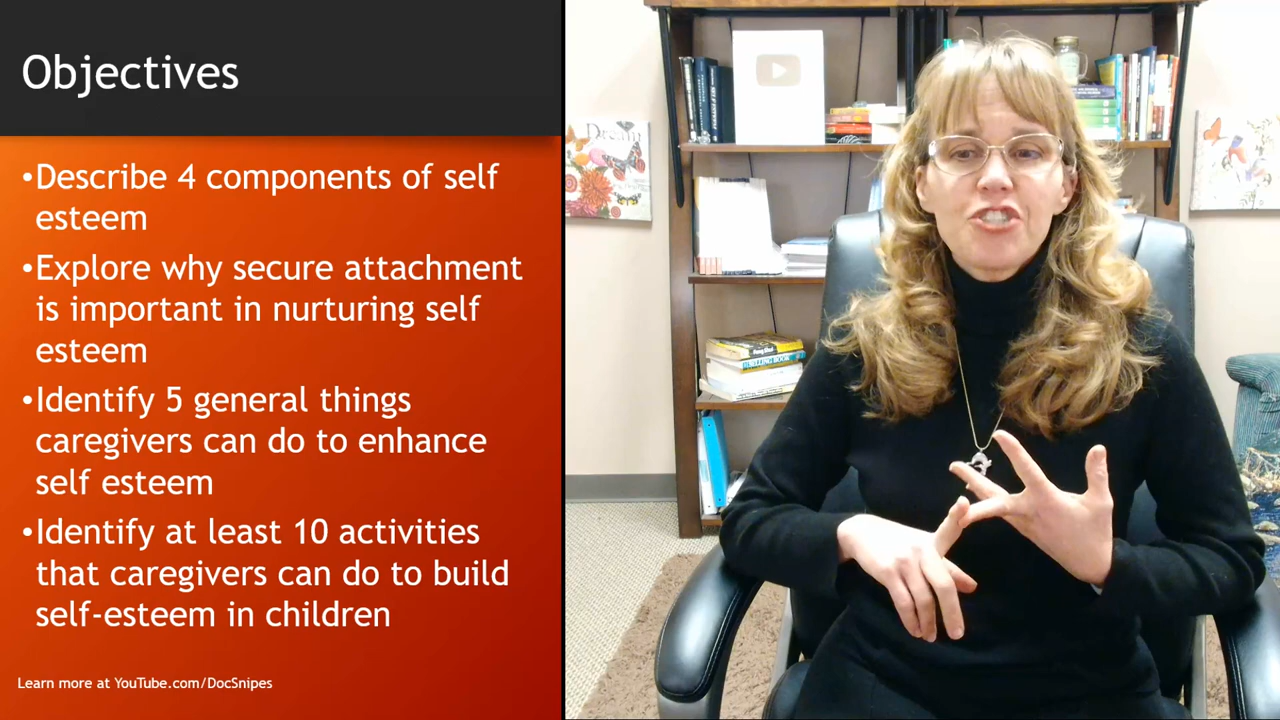 Objectives
•Describe 4 components of self
esteem
•Explore why secure attachment
is important in nurturing self
esteem
•Identify 5 general things
caregivers can do to enhance
self esteem
•Identify at least 10 activities
that caregivers can do to build
self-esteem in children
Learn more at YouTube.com/DocSnipes
Dream